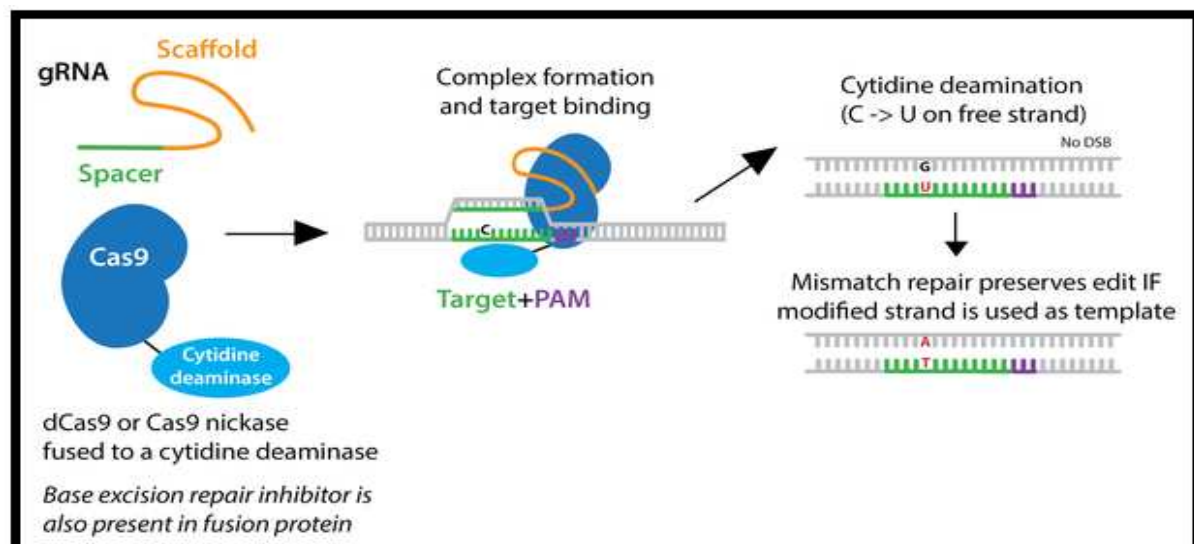 gRNA
Scaffold
Spacer
Cas9
Cytidine
deaminase
dCas9 or Cas9 nickase
fused to a cytidine deaminase
Base excision repair inhibitor is
also present in fusion protein
Complex formation
and target binding
C
Target+PAM
Cytidine deamination
(C -> U on free strand)
No DSB
G
U
Mismatch repair preserves edit IF
modified strand is used as template
A
T